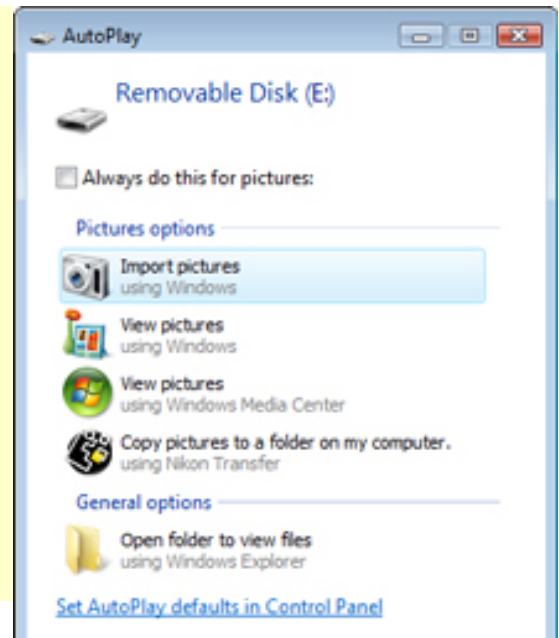 AutoPlay
Removable Disk (E:)
Always do this for pictures:
Pictures options
Import pictures
using Windows
View pictures
using Windows
View pictures
using Windows Media Center
Copy pictures to a folder on my computer.
using Nikon Transfer
General options
Open folder to view files
using Windows Explorer
Set AutoPlay defaults in Control Panel